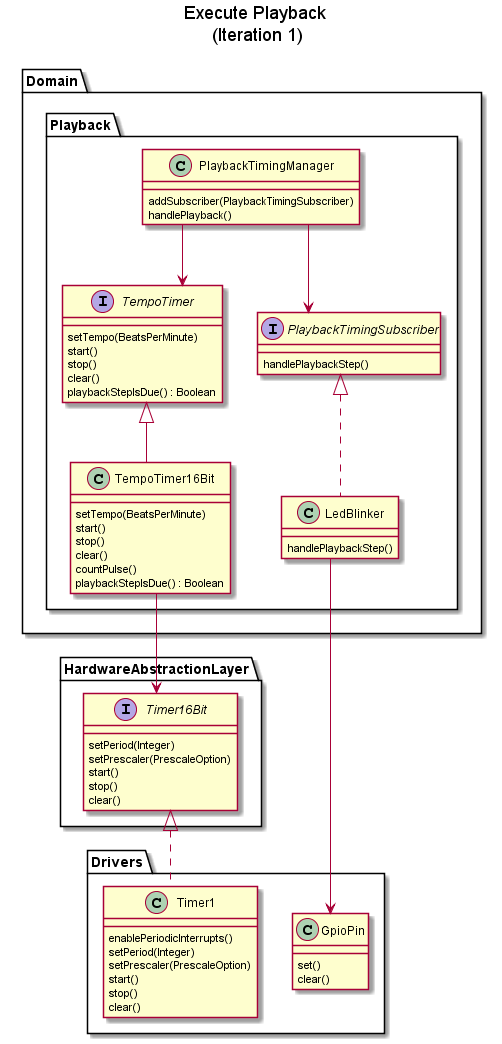 Execute Playback
(Iteration 1)
Domain
Playback
C PlaybackTimingManager
addSubscriber(PlaybackTimingSubscriber)
handlePlayback()
I TempoTimer
setTempo(BeatsPerMinute)
start()
stop()
clear()
playbackStepIsDue() : Boolean
I PlaybackTimingSubscriber
handlePlaybackStep()
C TempoTimer16Bit
setTempo(BeatsPerMinute)
start()
stop()
clear()
countPulse()
playbackStepIsDue() : Boolean
C LedBlinker
handlePlaybackStep()
HardwareAbstractionLayer
I Timer16Bit
setPeriod(Integer)
setPrescaler(PrescaleOption)
start()
stop()
clear()
Drivers
C Timer1
enablePeriodicInterrupts()
setPeriod(Integer)
setPrescaler(PrescaleOption)
start()
stop()
clear()
C GpioPin
set()
clear()